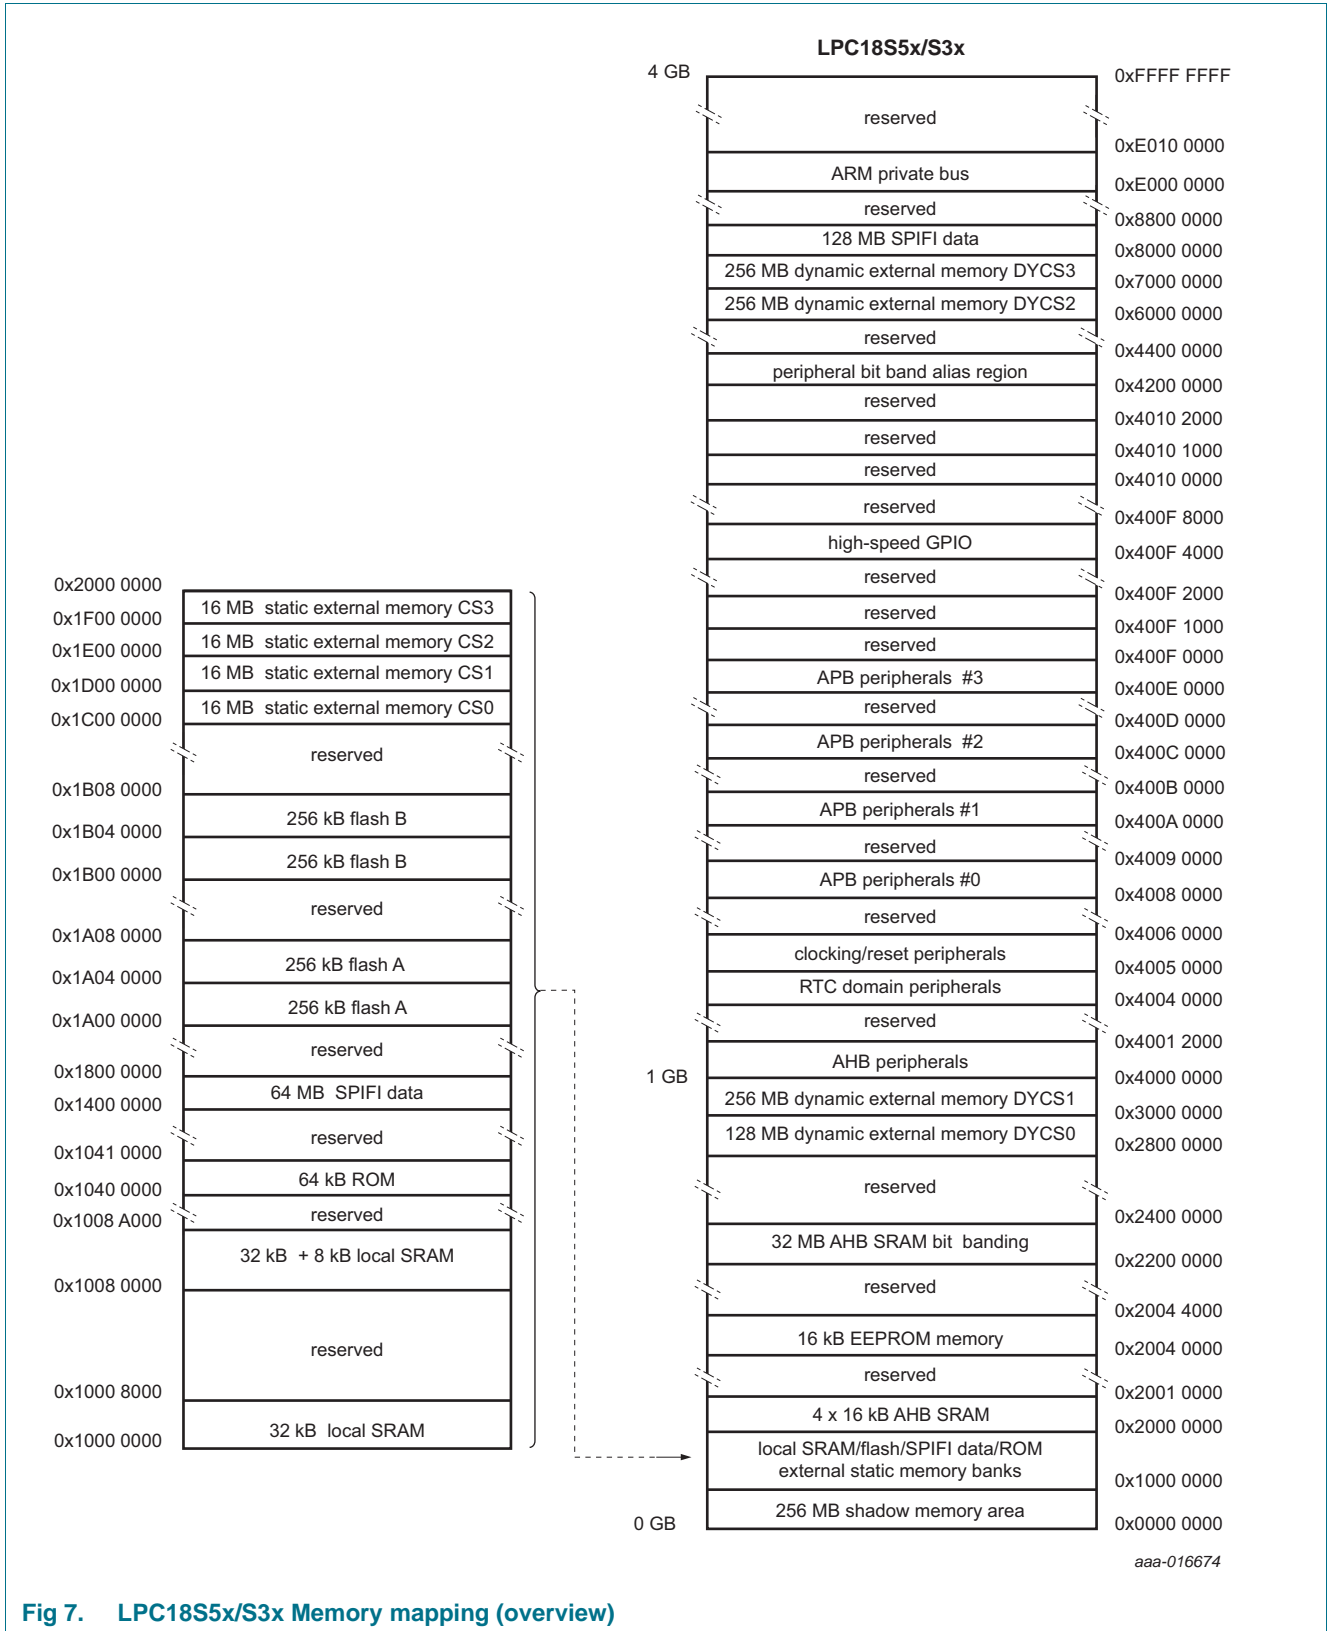 LPC18S5x/S3x
4 GB
0xFFFF FFFF
reserved
0xE010 0000
ARM private bus
0xE000 0000
reserved
0x8800 0000
128 MB SPIFI data
0x8000 0000
256 MB dynamic external memory DYCS3
0x7000 0000
256 MB dynamic external memory DYCS2
0x6000 0000
reserved
0x4400 0000
peripheral bit band alias region
0x4200 0000
reserved
0x4010 2000
reserved
0x4010 1000
reserved
0x4010 0000
reserved
0x400F 8000
high-speed GPIO
0x400F 4000
reserved
0x400F 2000
reserved
0x400F 1000
reserved
0x400F 0000
APB peripherals #3
0x400E 0000
reserved
0x400D 0000
APB peripherals #2
0x400C 0000
reserved
0x400B 0000
APB peripherals #1
0x400A 0000
reserved
0x4009 0000
APB peripherals #0
0x4008 0000
reserved
0x4006 0000
clocking/reset peripherals
0x4005 0000
RTC domain peripherals
0x4004 0000
reserved
0x4001 2000
AHB peripherals
1 GB
0x4000 0000
256 MB dynamic external memory DYCS1
0x3000 0000
128 MB dynamic external memory DYCS0
0x2800 0000
reserved
0x2400 0000
32 MB AHB SRAM bit banding
0x2200 0000
reserved
0x2004 4000
16 kB EEPROM memory
0x2004 0000
reserved
0x2001 0000
4 x 16 kB AHB SRAM
0x2000 0000
local SRAM/flash/SPIFI data/ROM
external static memory banks
0x1000 0000
256 MB shadow memory area
0 GB
0x0000 0000
0x2000 0000
16 MB static external memory CS3
0x1F00 0000
16 MB static external memory CS2
0x1E00 0000
16 MB static external memory CS1
0x1D00 0000
16 MB static external memory CS0
0x1C00 0000
reserved
0x1B08 0000
256 kB flash B
0x1B04 0000
256 kB flash B
0x1B00 0000
reserved
0x1A08 0000
256 kB flash A
0x1A04 0000
256 kB flash A
0x1A00 0000
reserved
0x1800 0000
64 MB SPIFI data
0x1400 0000
reserved
0x1041 0000
64 kB ROM
0x1040 0000
reserved
0x1008 A000
32 kB + 8 kB local SRAM
0x1008 0000
reserved
0x1000 8000
32 kB local SRAM
0x1000 0000
aaa-016674
Fig 7. LPC18S5x/S3x Memory mapping (overview)